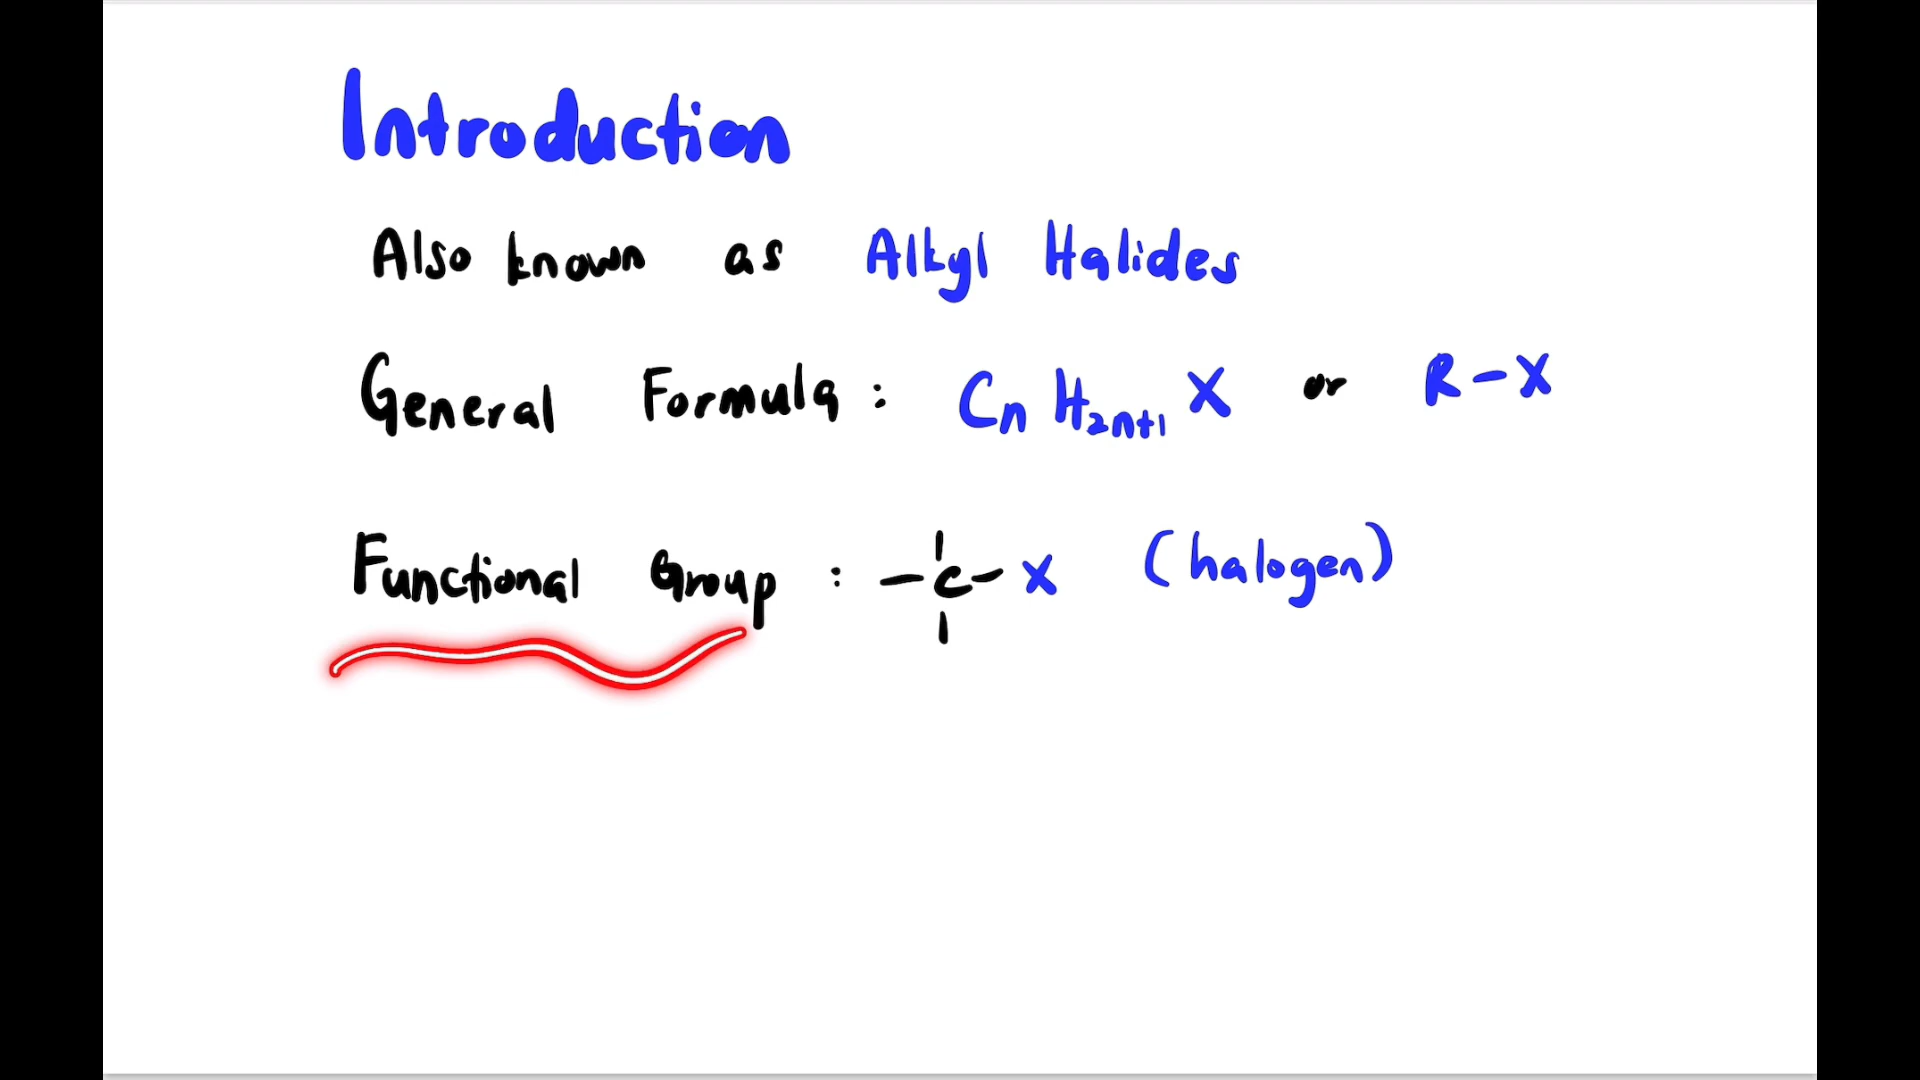 Introduction
Also known as Alkyl Halides
General Formula : CnH2n+1X or R-X
Functional Group : -C-X (halogen)